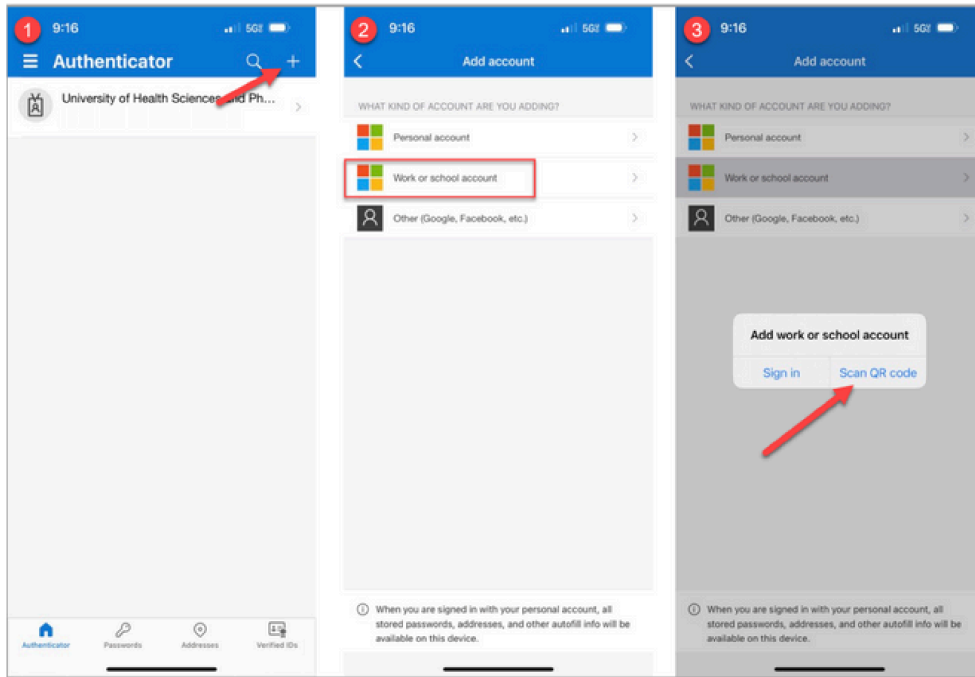 1
9:16
5G
Authenticator
University of Health Sciences and Ph...
Authenticator
Passwords
Addresses
Verified IDs
2
9:16
5G
Add account
WHAT KIND OF ACCOUNT ARE YOU ADDING?
Personal account
Work or school account
Other (Google, Facebook, etc.)
When you are signed in with your personal account, all
stored passwords, addresses, and other autofill info will be
available on this device.
3
9:16
5G
Add account
WHAT KIND OF ACCOUNT ARE YOU ADDING?
Personal account
Work or school account
Other (Google, Facebook, etc.)
Add work or school account
Sign in
Scan QR code
When you are signed in with your personal account, all
stored passwords, addresses, and other autofill info will be
available on this device.